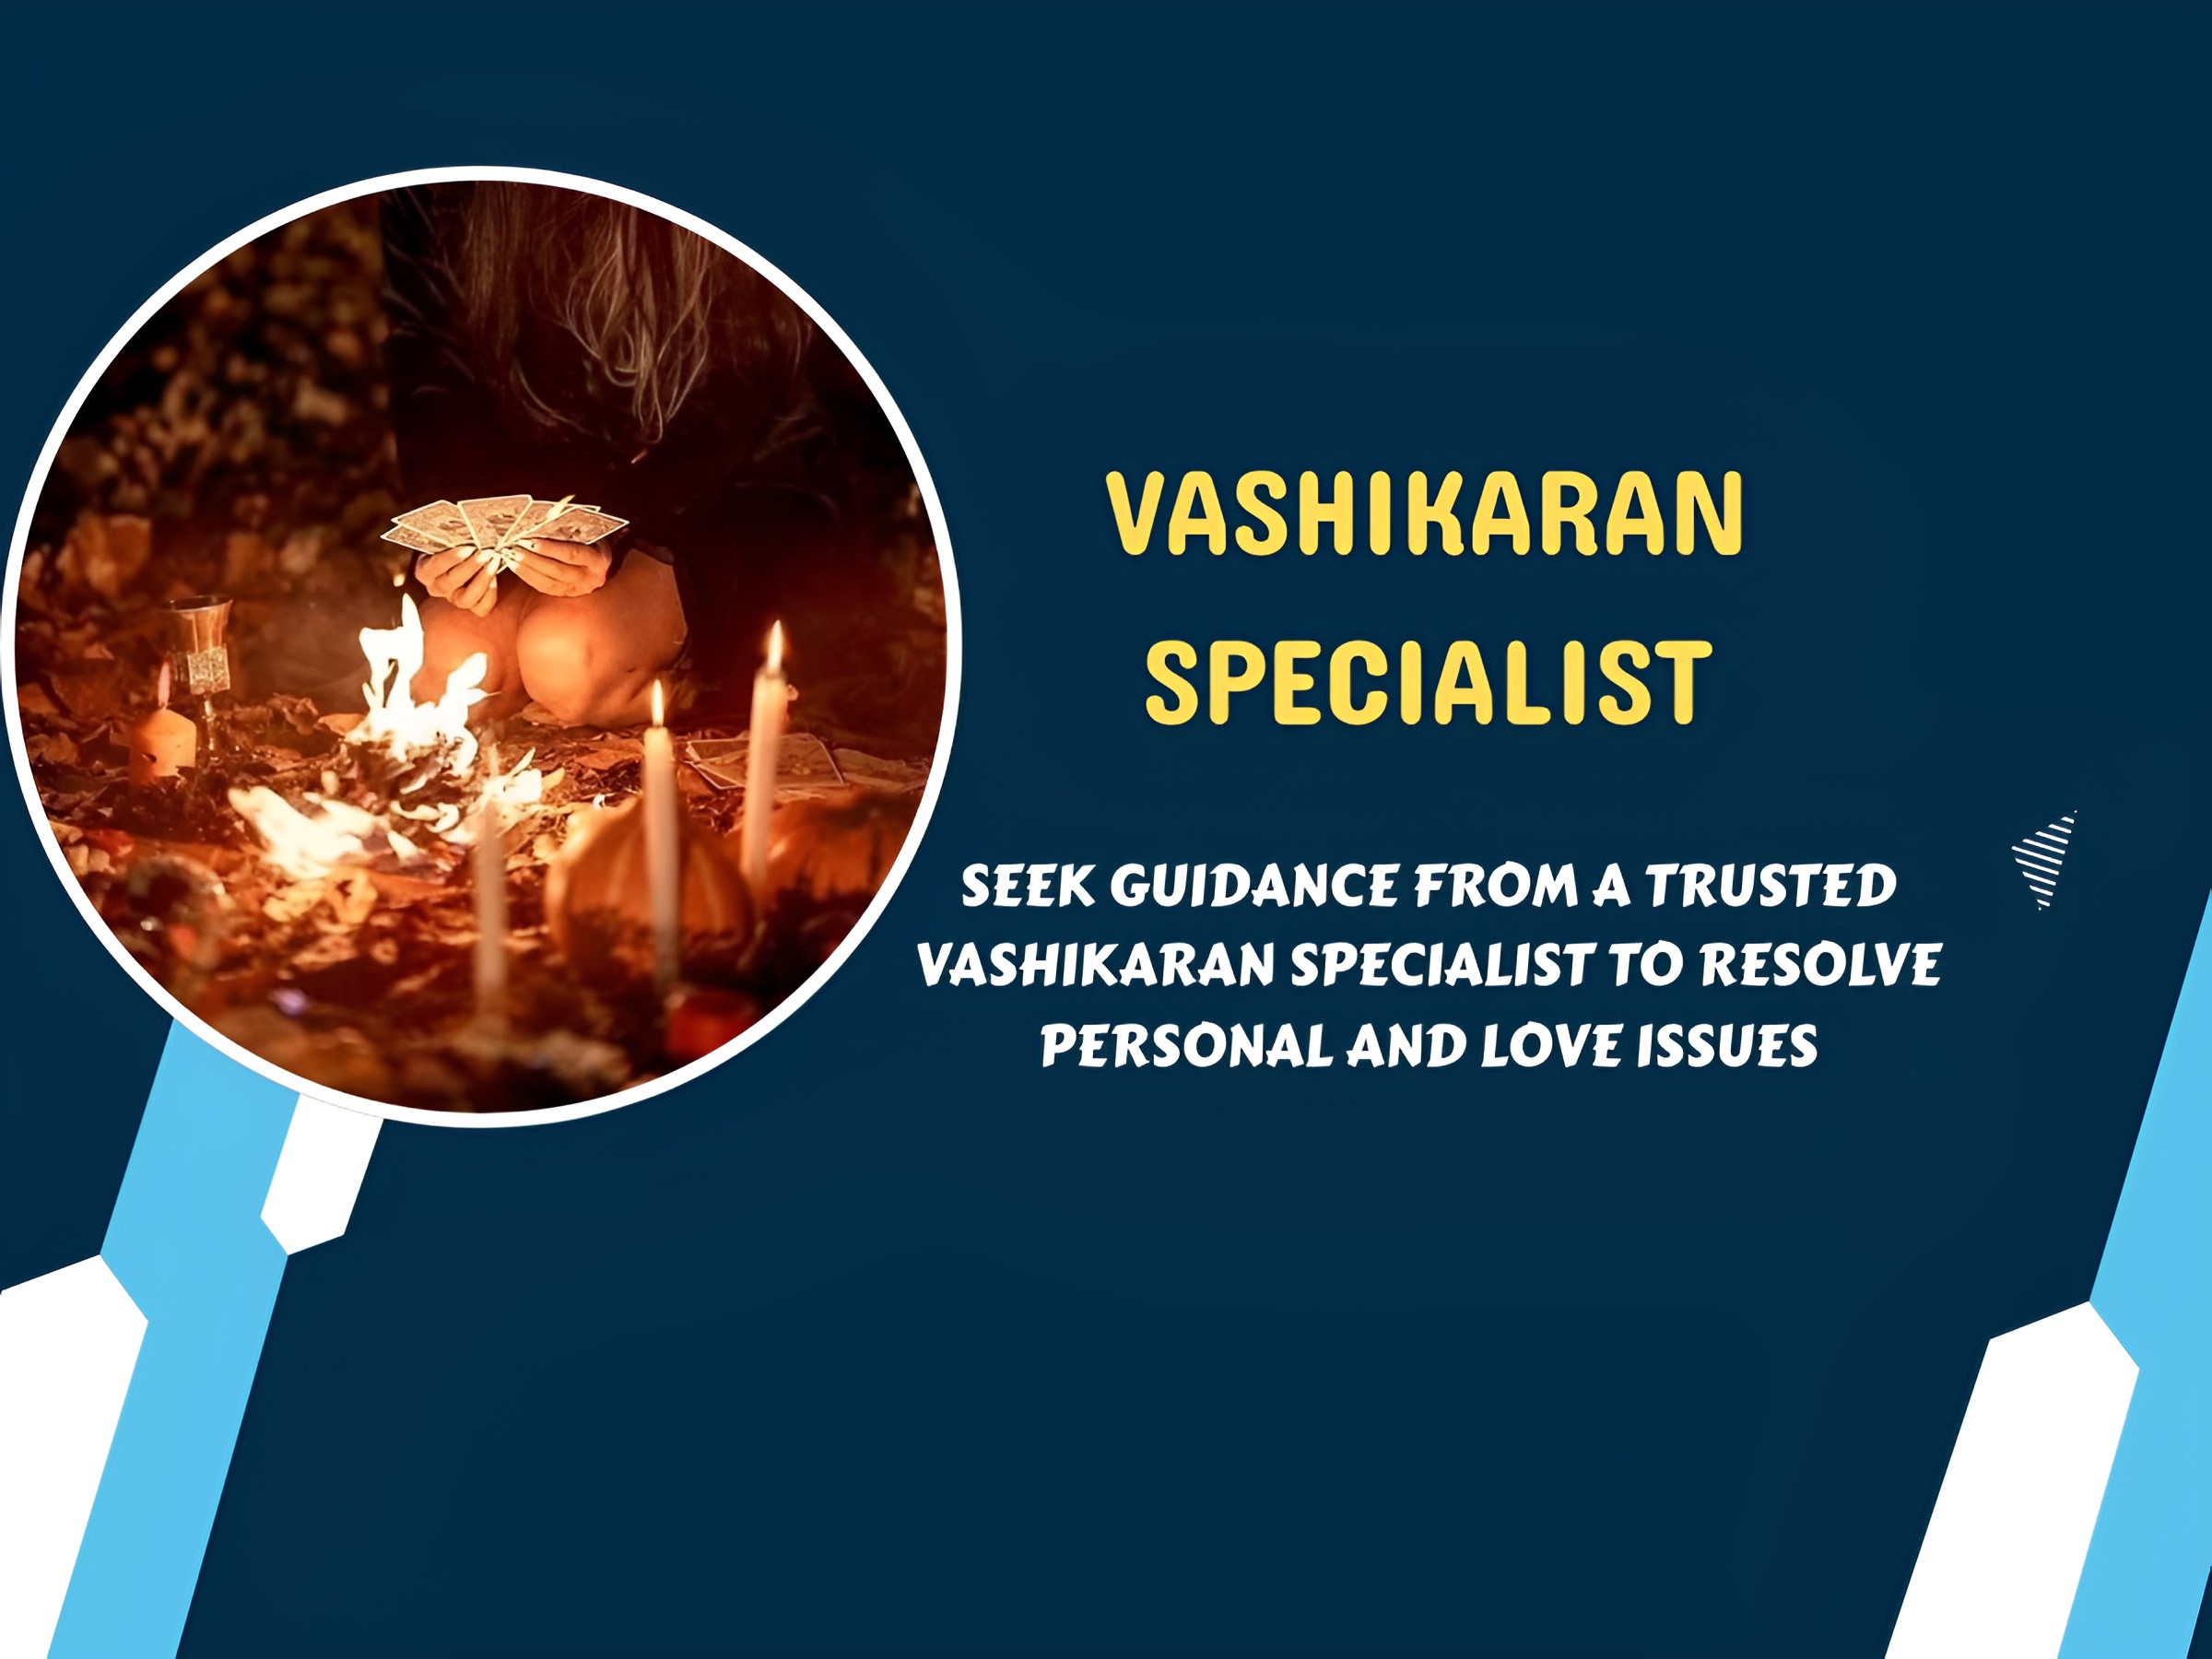 VASHIKARAN
SPECIALIST
SEEK GUIDANCE FROM A TRUSTED
VASHIKARAN SPECIALIST TO RESOLVE
PERSONAL AND LOVE ISSUES